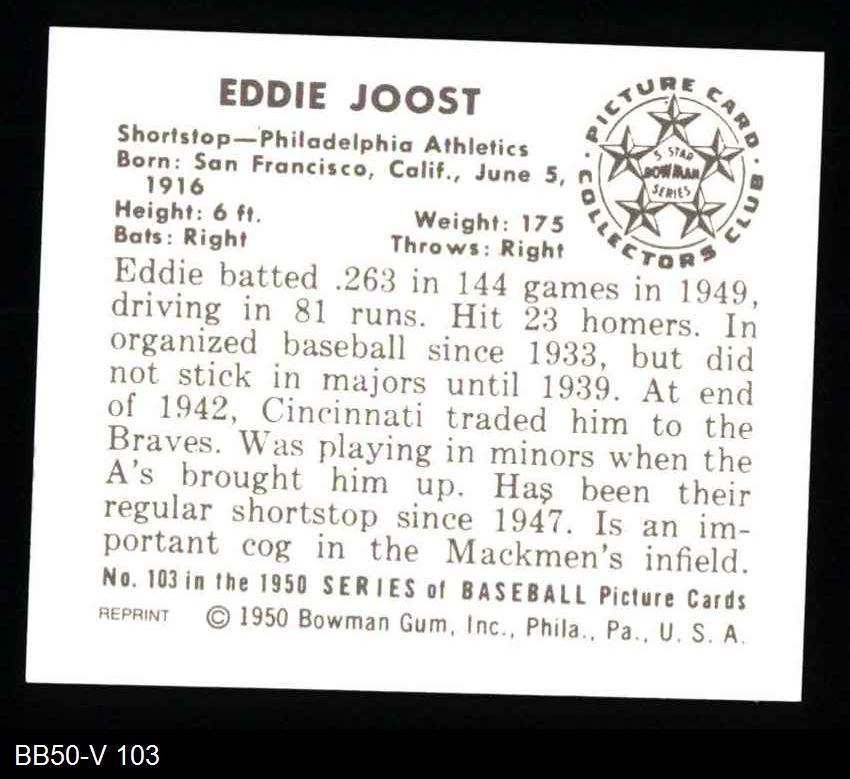 EDDIE JOOST
Shortstop—Philadelphia Athletics
Born: San Francisco, Calif., June 5,
1916
Height: 6 ft. Weight: 175
Bats: Right Throws: Right
PICTURE CARD
COLLECTORS CLUB
5 STAR
BOWMAN
SERIES
Eddie batted .263 in 144 games in 1949,
driving in 81 runs. Hit 23 homers. In
organized baseball since 1933, but did
not stick in majors until 1939. At end
of 1942, Cincinnati traded him to the
Braves. Was playing in minors when the
A's brought him up. Has been their
regular shortstop since 1947. Is an im-
portant cog in the Mackmen's infield.
No. 103 in the 1950 SERIES of BASEBALL Picture Cards
REPRINT © 1950 Bowman Gum, Inc., Phila., Pa., U. S. A.
BB50-V 103